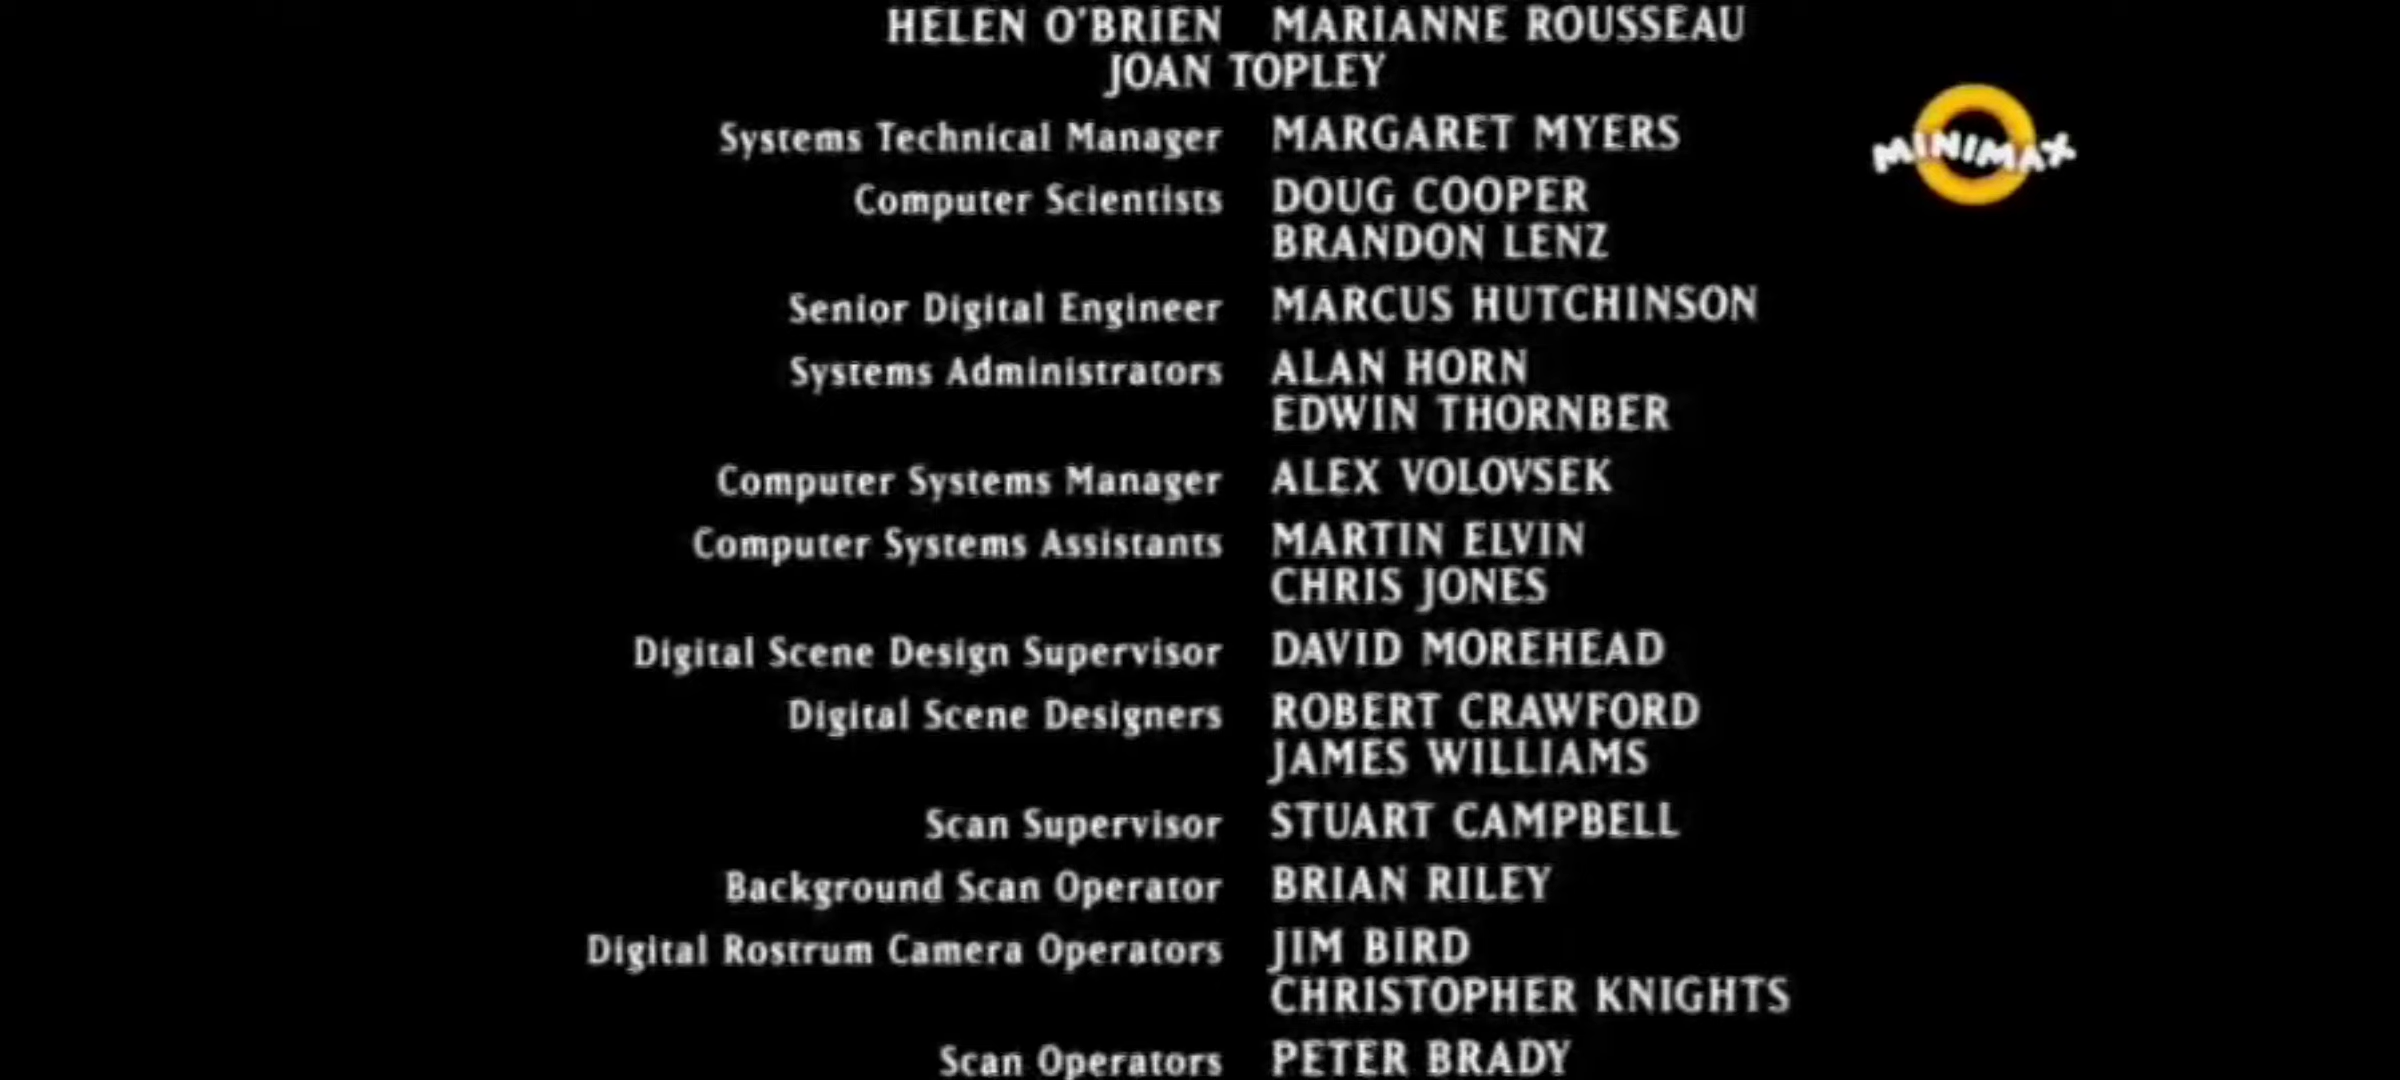 HELEN O'BRIEN MARIANNE ROUSSEAU
JOAN TOPLEY
Systems Technical Manager MARGARET MYERS
MINIMAX
Computer Scientists DOUG COOPER
BRANDON LENZ
Senior Digital Engineer MARCUS HUTCHINSON
Systems Administrators ALAN HORN
EDWIN THORNBER
Computer Systems Manager ALEX VOLOVSEK
Computer Systems Assistants MARTIN ELVIN
CHRIS JONES
Digital Scene Design Supervisor DAVID MOREHEAD
Digital Scene Designers ROBERT CRAWFORD
JAMES WILLIAMS
Scan Supervisor STUART CAMPBELL
Background Scan Operator BRIAN RILEY
Digital Rostrum Camera Operators JIM BIRD
CHRISTOPHER KNIGHTS
Scan Operators PETER BRADY